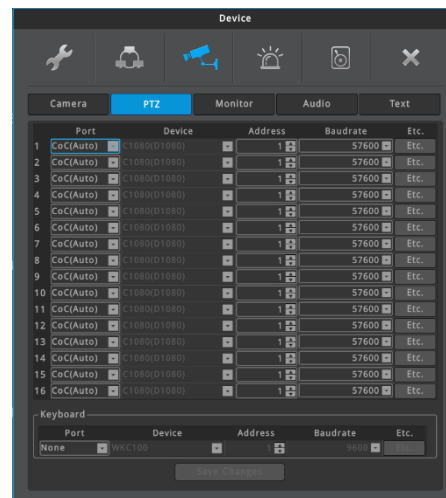 Device
Camera PTZ Monitor Audio Text
Port Device Address Baudrate Etc.
1 CoC(Auto) C1080(D1080) 1 57600 Etc.
2 CoC(Auto) C1080(D1080) 1 57600 Etc.
3 CoC(Auto) C1080(D1080) 1 57600 Etc.
4 CoC(Auto) C1080(D1080) 1 57600 Etc.
5 CoC(Auto) C1080(D1080) 1 57600 Etc.
6 CoC(Auto) C1080(D1080) 1 57600 Etc.
7 CoC(Auto) C1080(D1080) 1 57600 Etc.
8 CoC(Auto) C1080(D1080) 1 57600 Etc.
9 CoC(Auto) C1080(D1080) 1 57600 Etc.
10 CoC(Auto) C1080(D1080) 1 57600 Etc.
11 CoC(Auto) C1080(D1080) 1 57600 Etc.
12 CoC(Auto) C1080(D1080) 1 57600 Etc.
13 CoC(Auto) C1080(D1080) 1 57600 Etc.
14 CoC(Auto) C1080(D1080) 1 57600 Etc.
15 CoC(Auto) C1080(D1080) 1 57600 Etc.
16 CoC(Auto) C1080(D1080) 1 57600 Etc.
Keyboard
Port Device Address Baudrate Etc.
None WKC100 1 9600 Etc.
Save Changes